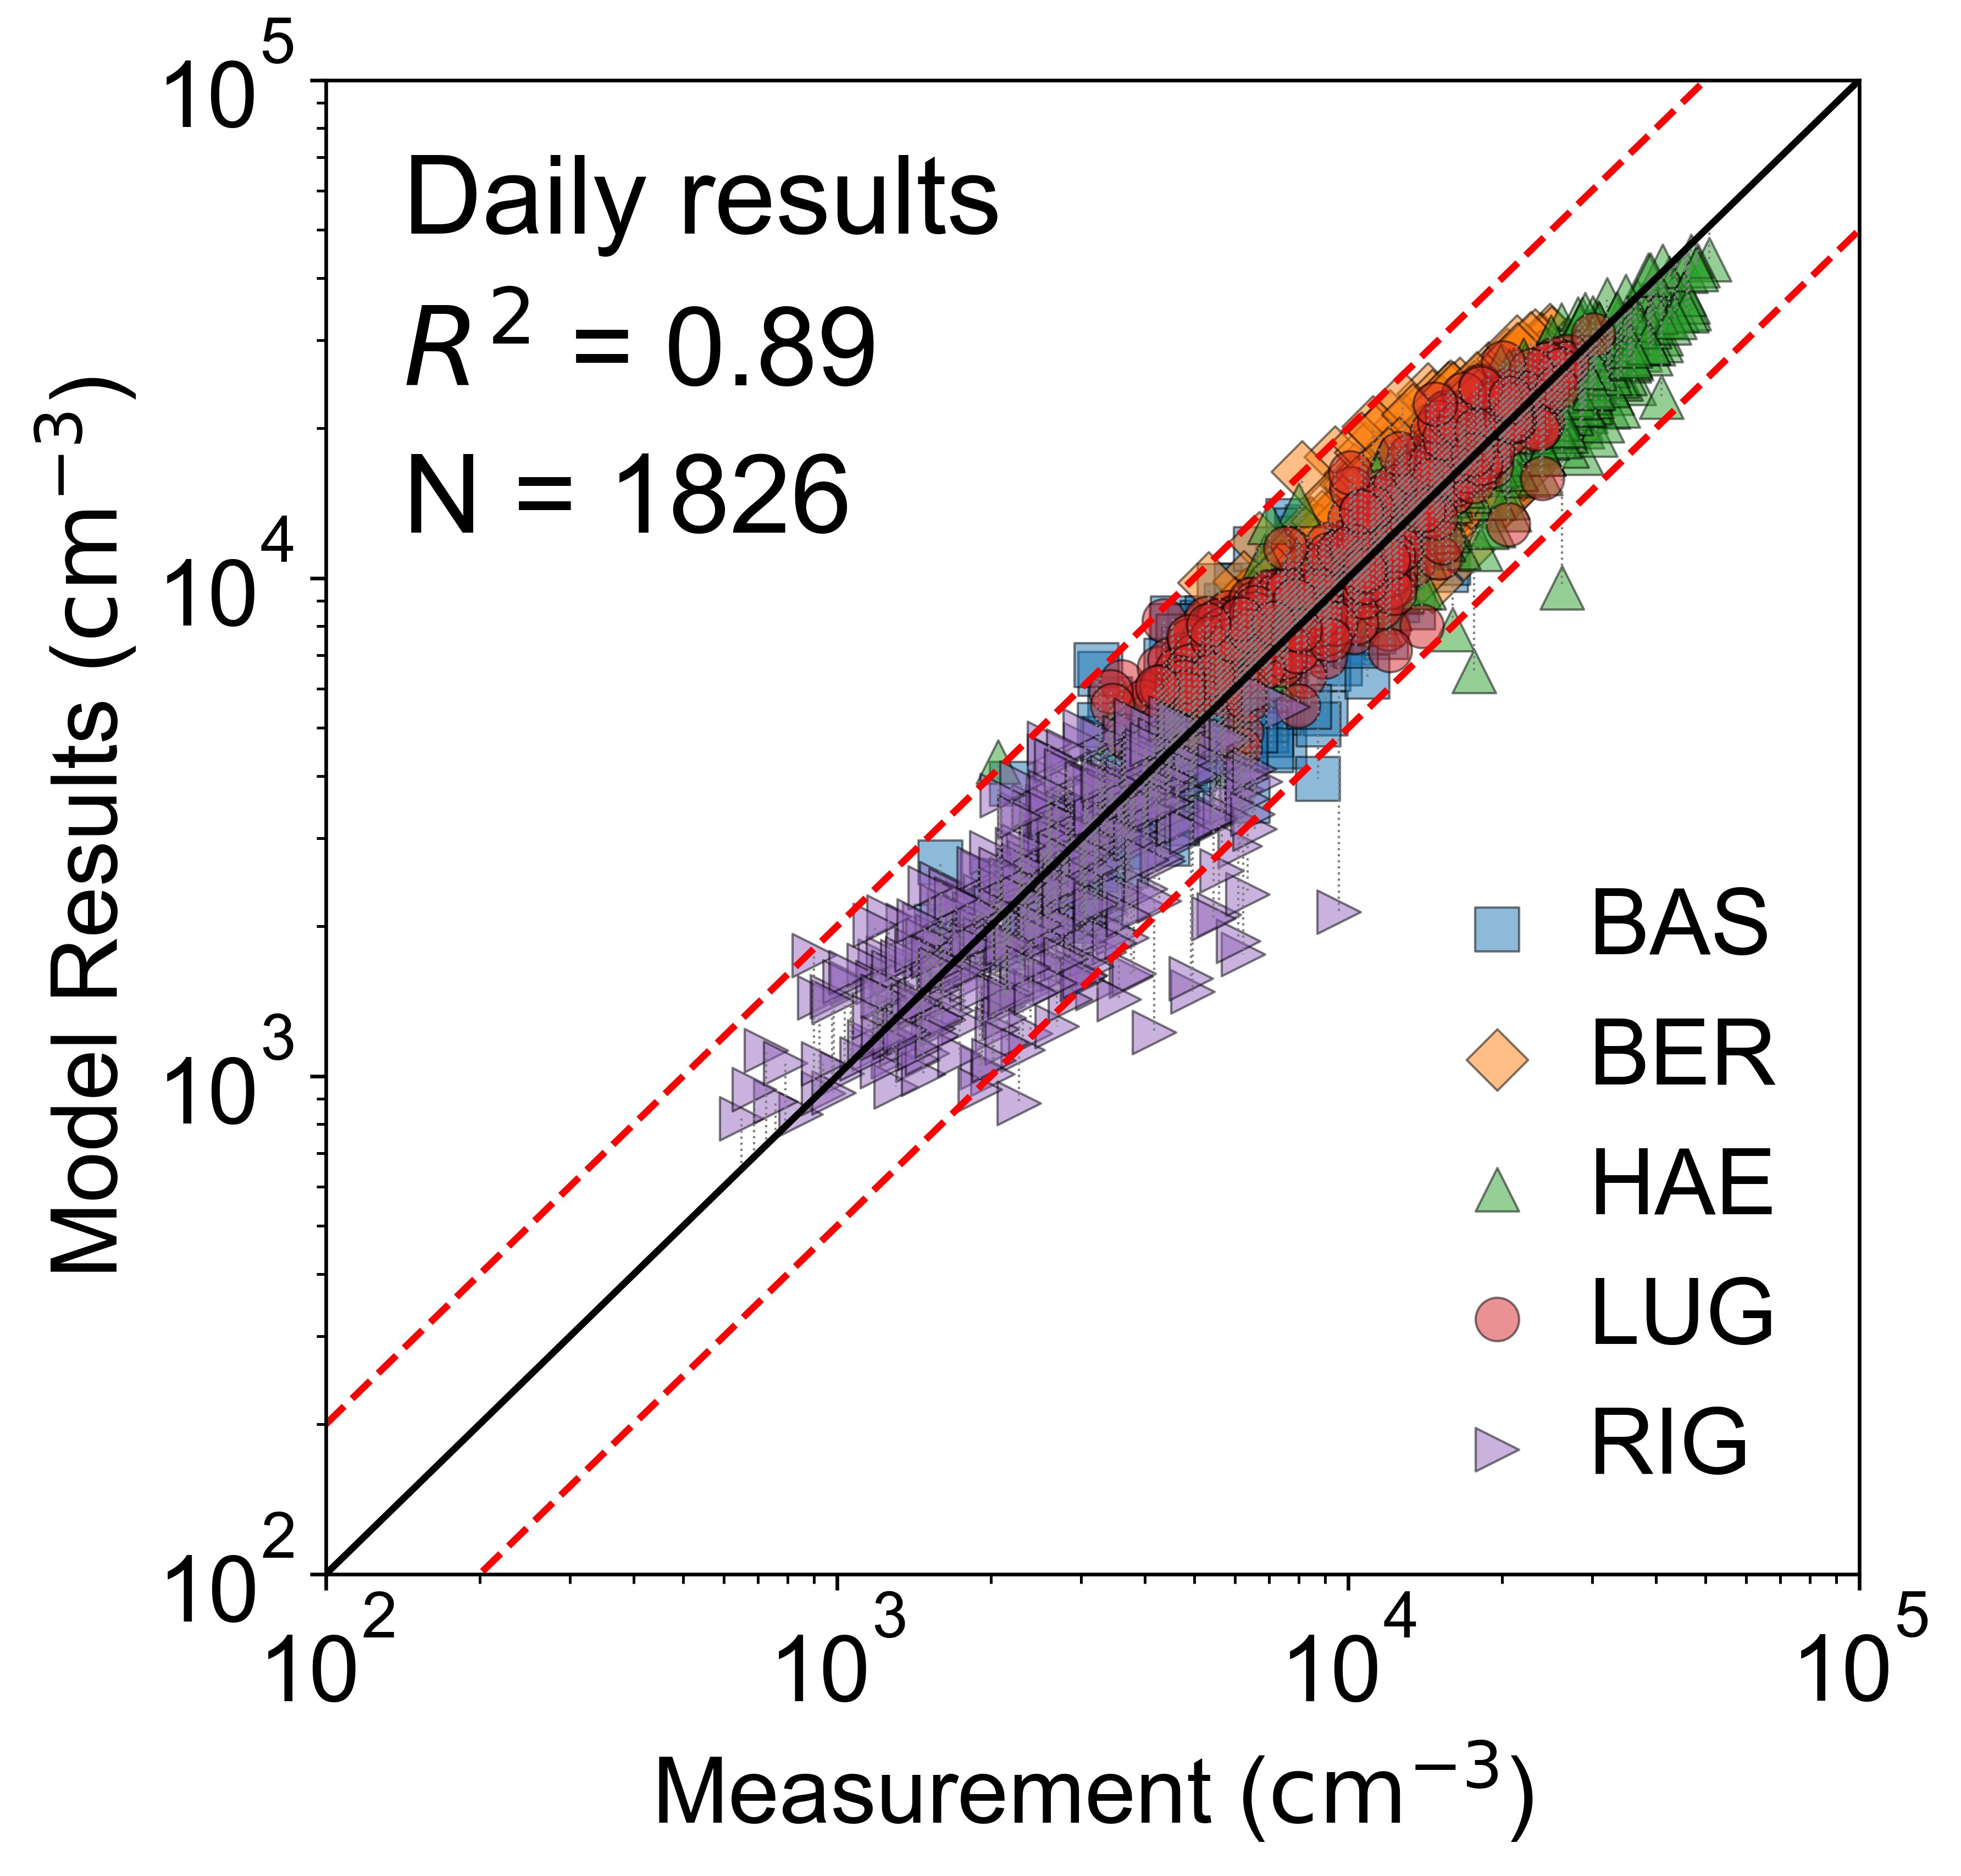 Daily results
R² = 0.89
N = 1826
10⁵
10⁴
10³
10²
Model Results (cm⁻³)
BAS
BER
HAE
LUG
RIG
10² 10³ 10⁴ 10⁵
Measurement (cm⁻³)